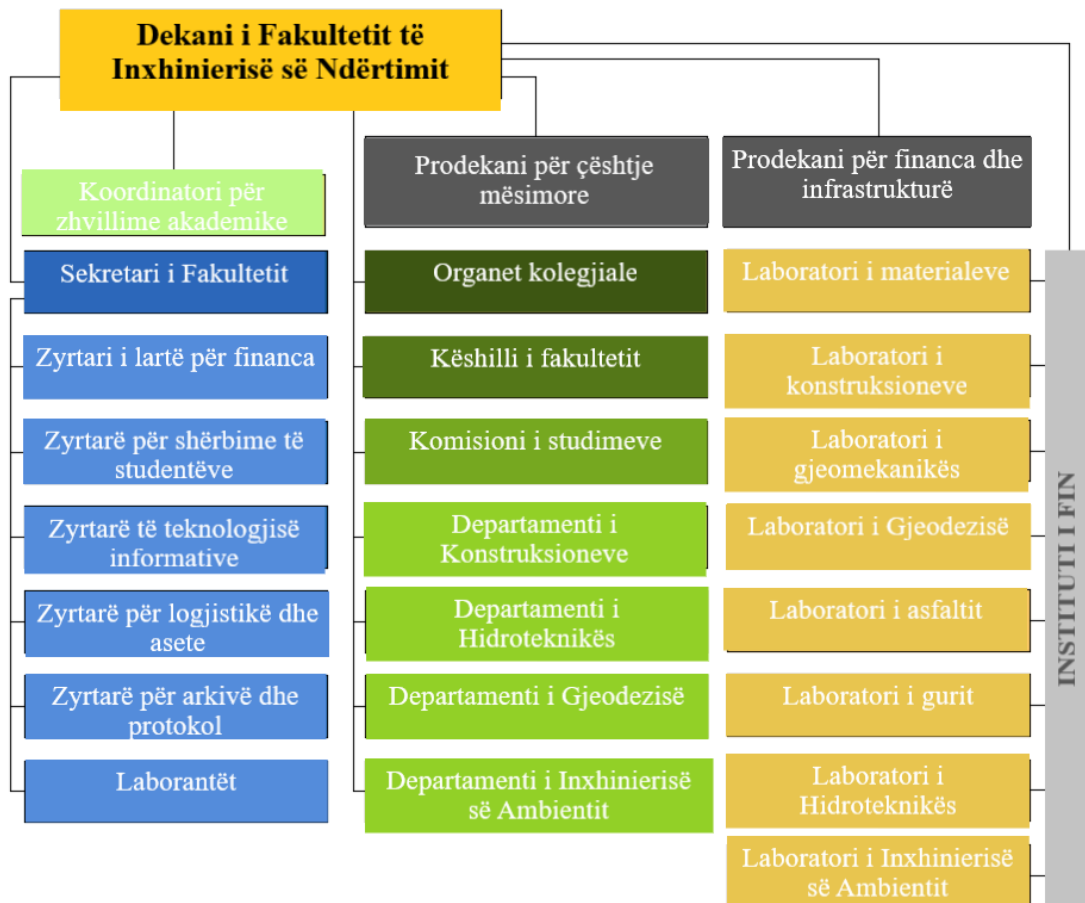 Dekani i Fakultetit të
Inxhinierisë së Ndërtimit
Koordinatori për
zhvillime akademike
Sekretari i Fakultetit
Zyrtari i lartë për financa
Zyrtarë për shërbime të
studentëve
Zyrtarë të teknologjisë
informative
Zyrtarë për logjistikë dhe
asete
Zyrtarë për arkivë dhe
protokol
Laborantët
Prodekani për çështje
mësimore
Organet kolegjiale
Këshilli i fakultetit
Komisioni i studimeve
Departamenti i
Konstruksioneve
Departamenti i
Hidroteknikës
Departamenti i Gjeodezisë
Departamenti i Inxhinierisë
së Ambientit
Prodekani për financa dhe
infrastrukturë
Laboratori i materialeve
Laboratori i
konstruksioneve
Laboratori i
gjeomekanikës
Laboratori i Gjeodezisë
Laboratori i asfaltit
Laboratori i gurit
Laboratori i
Hidroteknikës
Laboratori i Inxhinierisë
së Ambientit
INSTITUTI I FIN